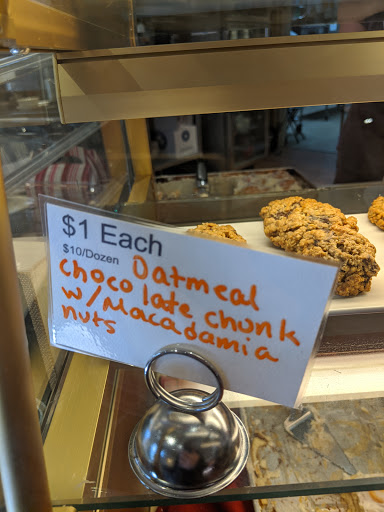 $1 Each
$10/Dozen Oatmeal
chocolate chunk
w/Macadamia
nuts